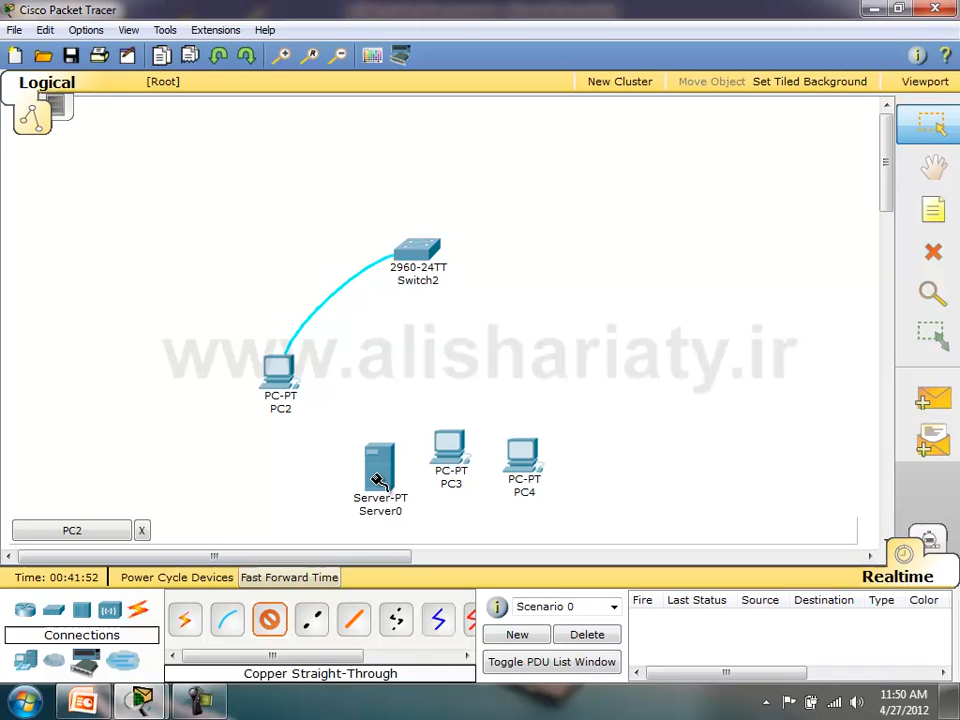 Cisco Packet Tracer
File Edit Options View Tools Extensions Help
Logical
[Root]
New Cluster
Move Object
Set Tiled Background
Viewport
2960-24TT
Switch2
www.alishariaty.ir
PC-PT
PC2
Server-PT
Server0
PC-PT
PC3
PC-PT
PC4
PC2
X
Time: 00:41:52
Power Cycle Devices
Fast Forward Time
Realtime
Connections
Copper Straight-Through
Scenario 0
New
Delete
Toggle PDU List Window
Fire Last Status Source Destination Type Color
11:50 AM
4/27/2012